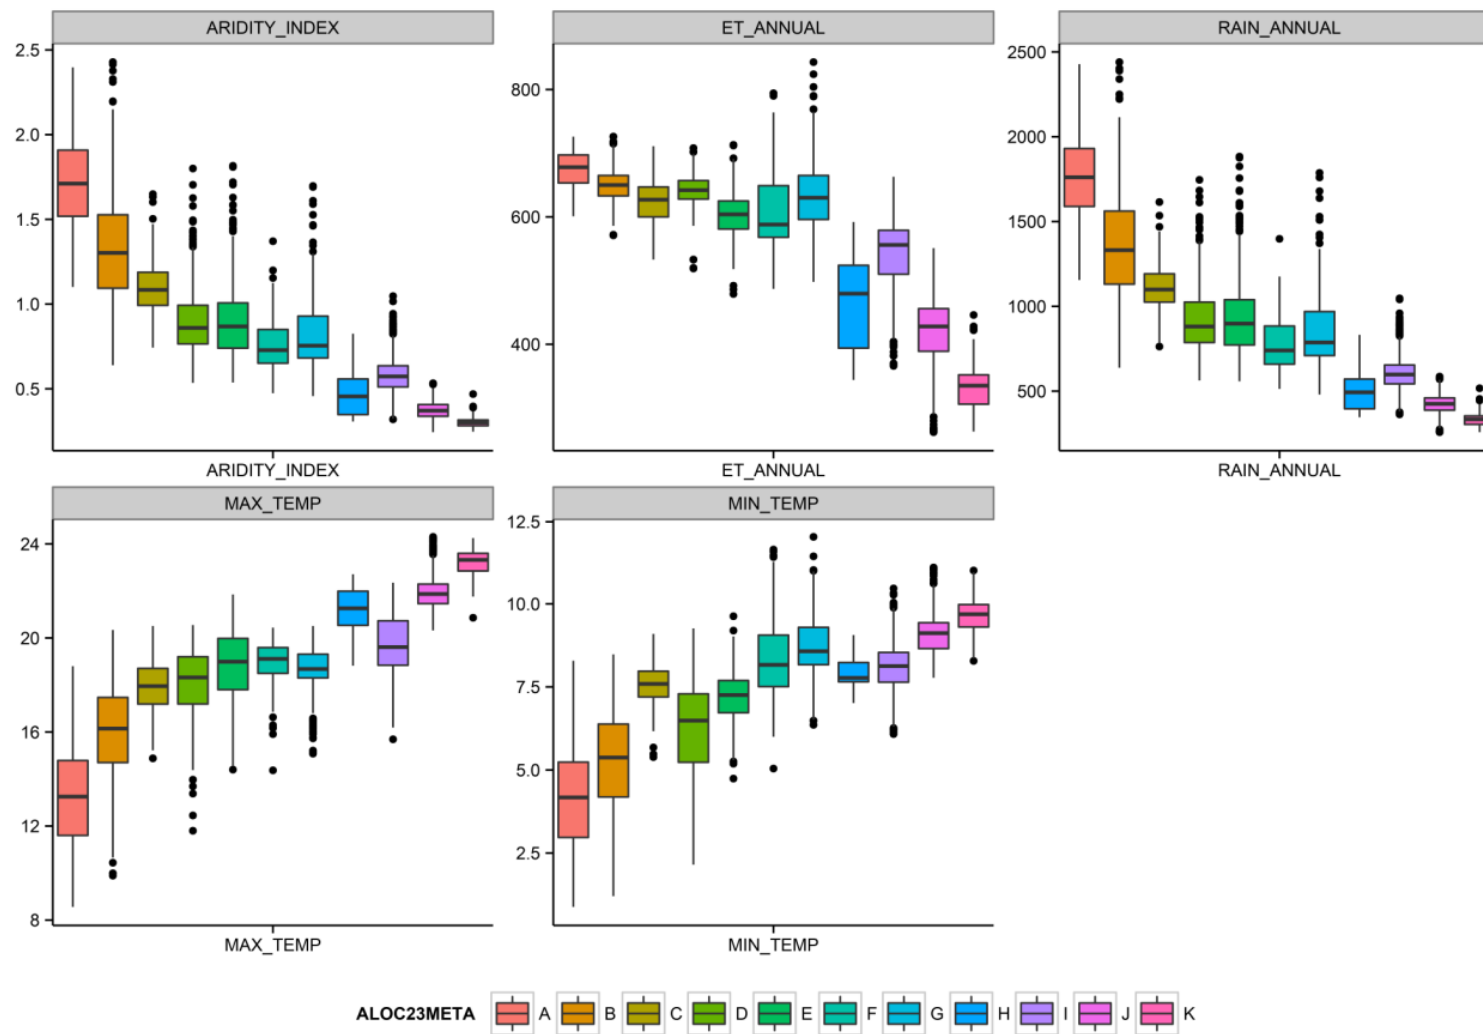 ARIDITY_INDEX
ET_ANNUAL
RAIN_ANNUAL
2.5
2.0
1.5
1.0
0.5
800
600
400
2500
2000
1500
1000
500
ARIDITY_INDEX
ET_ANNUAL
RAIN_ANNUAL
MAX_TEMP
MIN_TEMP
24
20
16
12
8
12.5
10.0
7.5
5.0
2.5
MAX_TEMP
MIN_TEMP
ALOC23META A B C D E F G H I J K